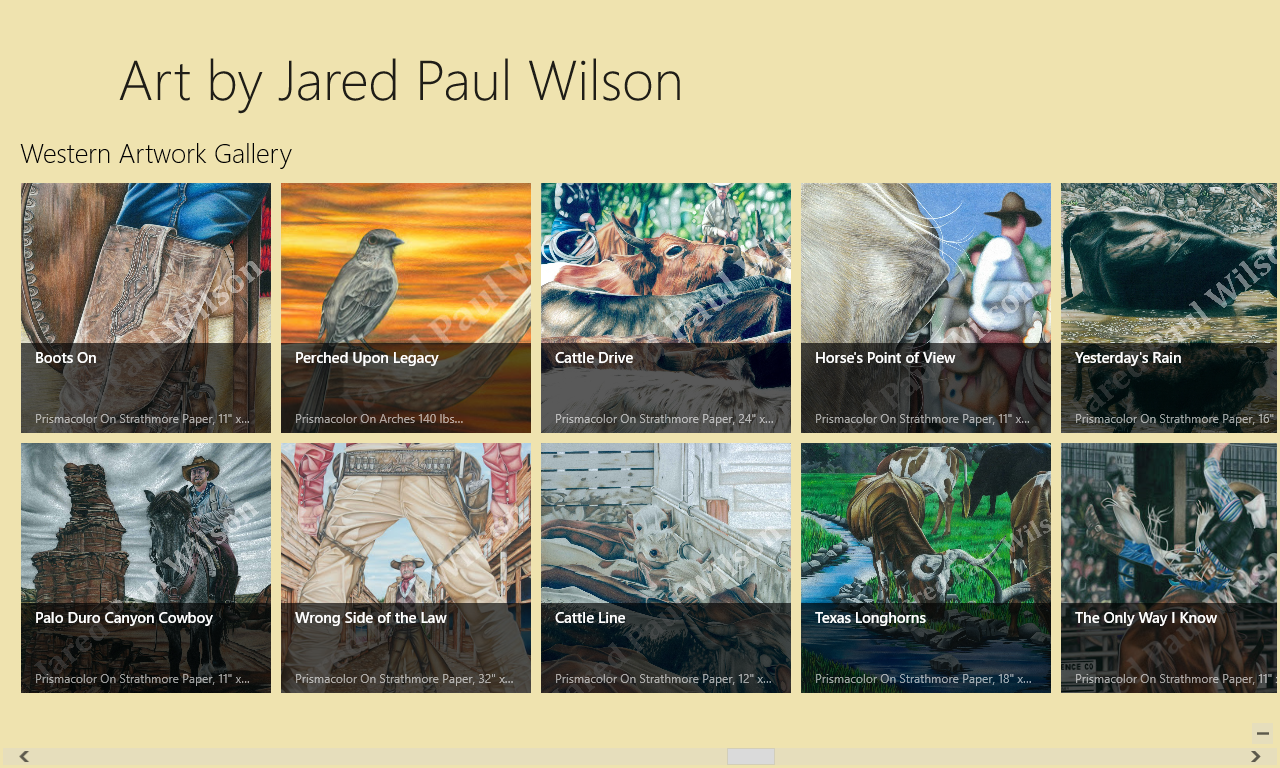 Art by Jared Paul Wilson
Western Artwork Gallery
Boots On
Prismacolor On Strathmore Paper, 11" x...
Perched Upon Legacy
Prismacolor On Arches 140 lbs...
Cattle Drive
Prismacolor On Strathmore Paper, 24" x...
Horse's Point of View
Prismacolor On Strathmore Paper, 11" x...
Yesterday's Rain
Prismacolor On Strathmore Paper, 16"
Palo Duro Canyon Cowboy
Prismacolor On Strathmore Paper, 11" x...
Wrong Side of the Law
Prismacolor On Strathmore Paper, 32" x...
Cattle Line
Prismacolor On Strathmore Paper, 12" x...
Texas Longhorns
Prismacolor On Strathmore Paper, 18" x...
The Only Way I Know
Prismacolor On Strathmore Paper, 11"